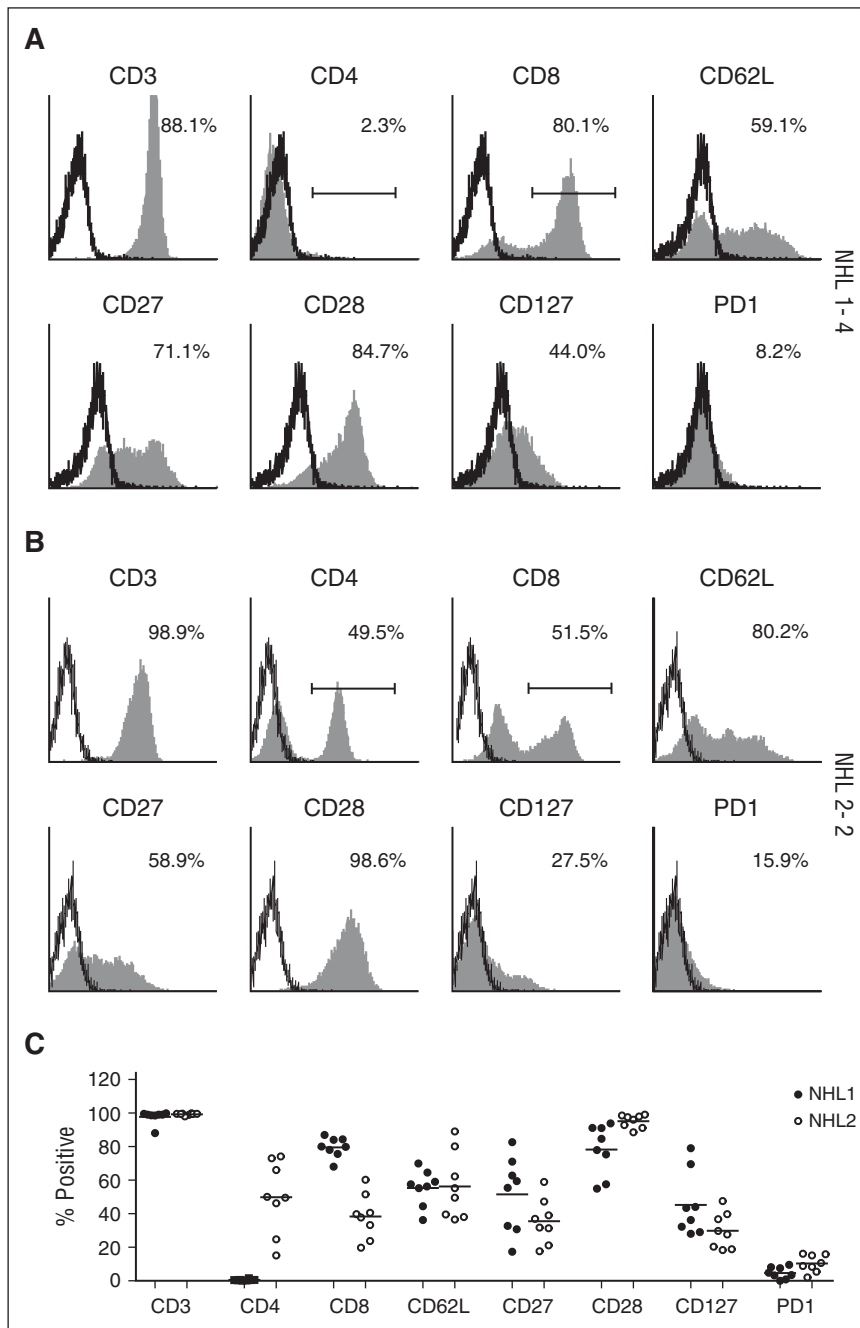 A
CD3 CD4 CD8 CD62L
88.1% 2.3% 80.1% 59.1%
CD27 CD28 CD127 PD1
71.1% 84.7% 44.0% 8.2%
NHL 1- 4
B
CD3 CD4 CD8 CD62L
98.9% 49.5% 51.5% 80.2%
CD27 CD28 CD127 PD1
58.9% 98.6% 27.5% 15.9%
NHL 2- 2
C
% Positive
120
100
80
60
40
20
0
NHL1
NHL2
CD3 CD4 CD8 CD62L CD27 CD28 CD127 PD1